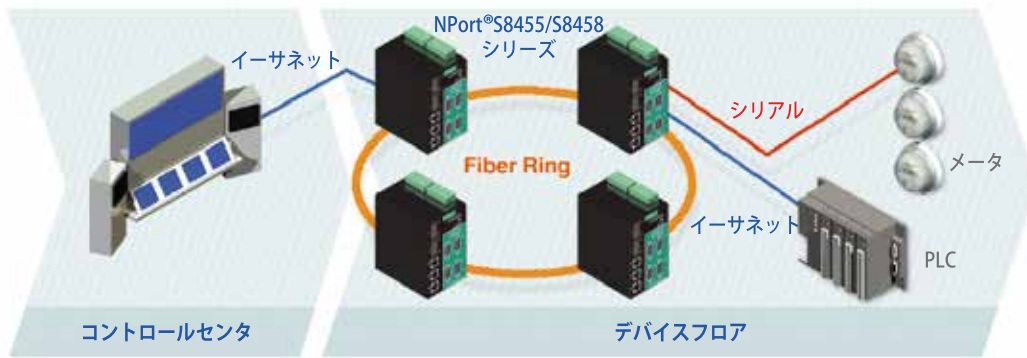 NPort®S8455/S8458
シリーズ
イーサネット
シリアル
Fiber Ring
メータ
イーサネット
PLC
コントロールセンタ
デバイスフロア